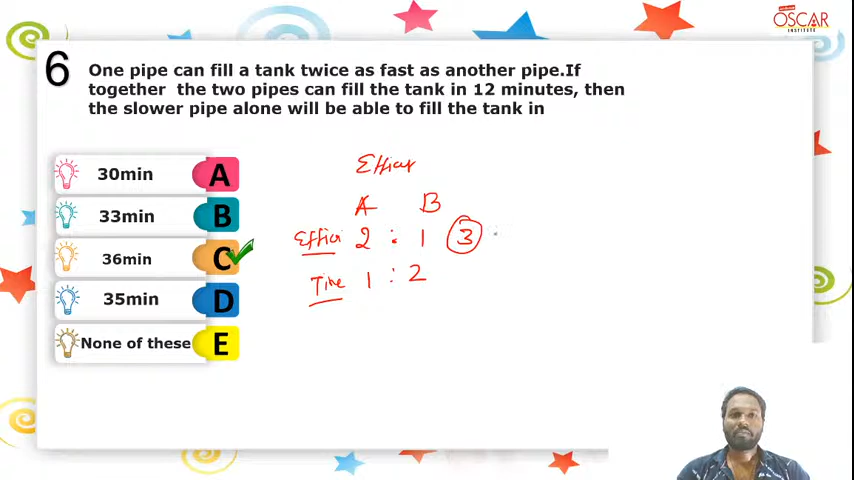 OSCAR
INSTITUTE
6
One pipe can fill a tank twice as fast as another pipe.If
together the two pipes can fill the tank in 12 minutes, then
the slower pipe alone will be able to fill the tank in
30min A
33min B
36min C
35min D
None of these E
A B
2 : 1 3
Time 1 : 2